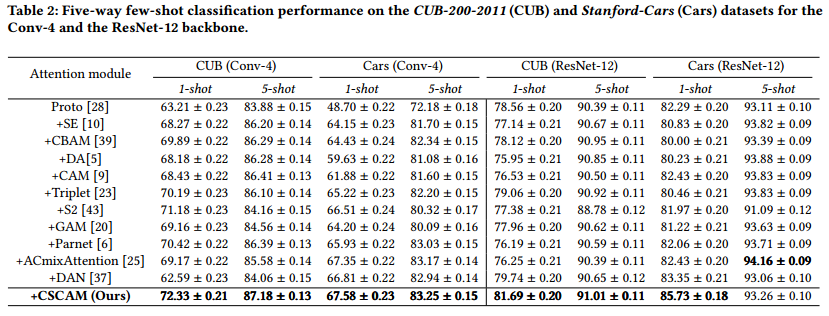 Table 2: Five-way few-shot classification performance on the CUB-200-2011 (CUB) and Stanford-Cars (Cars) datasets for the
Conv-4 and the ResNet-12 backbone.
Attention module CUB (Conv-4) Cars (Conv-4) CUB (ResNet-12) Cars (ResNet-12)
1-shot 5-shot 1-shot 5-shot 1-shot 5-shot 1-shot 5-shot
Proto [28] 63.21 ± 0.23 83.88 ± 0.15 48.70 ± 0.22 72.18 ± 0.18 78.56 ± 0.20 90.39 ± 0.11 82.29 ± 0.20 93.11 ± 0.10
+SE [10] 68.27 ± 0.22 86.20 ± 0.14 64.15 ± 0.23 81.70 ± 0.15 77.14 ± 0.21 90.67 ± 0.11 80.83 ± 0.20 93.82 ± 0.09
+CBAM [39] 69.89 ± 0.22 86.29 ± 0.14 64.43 ± 0.24 82.34 ± 0.15 78.12 ± 0.20 90.95 ± 0.11 80.00 ± 0.21 93.39 ± 0.09
+DA[5] 68.18 ± 0.22 86.28 ± 0.14 59.63 ± 0.22 81.08 ± 0.16 75.95 ± 0.21 90.85 ± 0.11 80.23 ± 0.21 93.88 ± 0.09
+CAM [9] 68.43 ± 0.22 86.41 ± 0.13 61.88 ± 0.22 81.60 ± 0.15 76.53 ± 0.21 90.50 ± 0.11 82.43 ± 0.20 93.83 ± 0.09
+Triplet [23] 70.19 ± 0.22 86.10 ± 0.14 65.22 ± 0.23 82.20 ± 0.15 79.06 ± 0.20 90.92 ± 0.11 80.46 ± 0.21 93.83 ± 0.09
+S2 [43] 71.18 ± 0.23 84.16 ± 0.15 66.51 ± 0.24 80.32 ± 0.17 77.38 ± 0.21 88.78 ± 0.12 81.97 ± 0.20 91.09 ± 0.12
+GAM [20] 69.16 ± 0.23 84.56 ± 0.14 64.20 ± 0.24 80.09 ± 0.16 77.96 ± 0.20 90.62 ± 0.11 81.22 ± 0.21 93.63 ± 0.09
+Parnet [6] 70.42 ± 0.22 86.39 ± 0.13 65.93 ± 0.22 83.03 ± 0.15 76.19 ± 0.21 90.59 ± 0.11 82.06 ± 0.20 93.71 ± 0.09
+ACmixAttention [25] 69.17 ± 0.22 85.58 ± 0.14 67.35 ± 0.22 83.17 ± 0.14 76.25 ± 0.21 90.39 ± 0.11 82.43 ± 0.20 94.16 ± 0.09
+DAN [37] 62.59 ± 0.23 84.06 ± 0.15 66.81 ± 0.22 82.94 ± 0.14 79.74 ± 0.20 90.65 ± 0.12 83.35 ± 0.21 93.06 ± 0.10
+CSCAM (Ours) 72.33 ± 0.21 87.18 ± 0.13 67.58 ± 0.23 83.25 ± 0.15 81.69 ± 0.20 91.01 ± 0.11 85.73 ± 0.18 93.26 ± 0.10